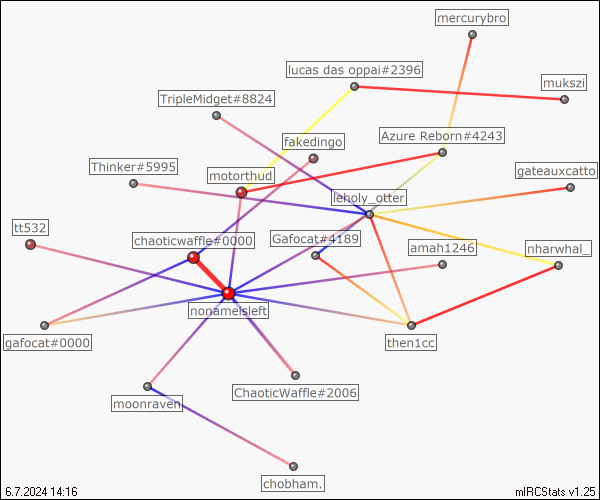 mercurybro
lucas das oppai#2396
mukszi
TripleMidget#8824
fakedingo
Azure Reborn#4243
Thinker#5995
motorthud
gateauxcatto
leholy_otter
tt532
chaoticwaffle#0000
Gafocat#4189
amah1246
nharwhal_
nonameisleft
gafocat#0000
then1cc
ChaoticWaffle#2006
moonraven
chobham.
6.7.2024 14:16
mIRCStats v1.25